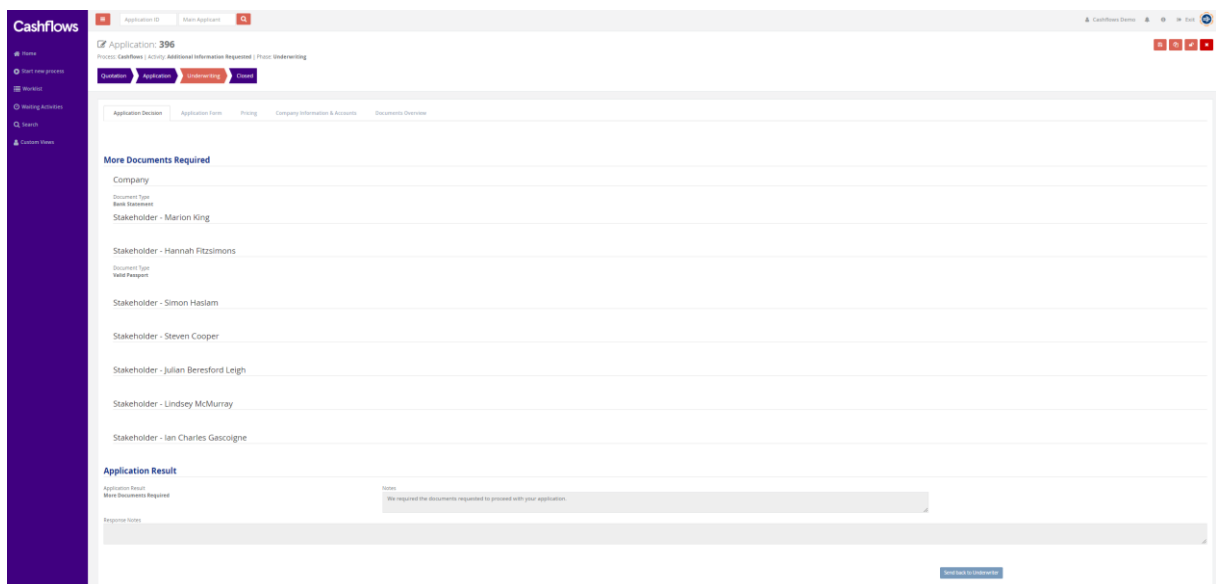 Cashflows
Home
Start new process
Worklist
Waiting Activities
Search
Custom Views
Application ID
Main Applicant
Cashflows Demo
Exit
Application: 396
Process: Cashflows | Activity: Additional Information Requested | Phase: Underwriting
Quotation
Application
Underwriting
Closed
Application Decision
Application Form
Pricing
Company Information & Accounts
Documents Overview
More Documents Required
Company
Document Type
Bank Statement
Stakeholder - Marion King
Stakeholder - Hannah Fitzsimons
Document Type
Valid Passport
Stakeholder - Simon Haslam
Stakeholder - Steven Cooper
Stakeholder - Julian Beresford Leigh
Stakeholder - Lindsey McMurray
Stakeholder - Ian Charles Gascoigne
Application Result
Application Result
More Documents Required
Notes
We required the documents requested to proceed with your application
Response Notes
Send back to Underwriter